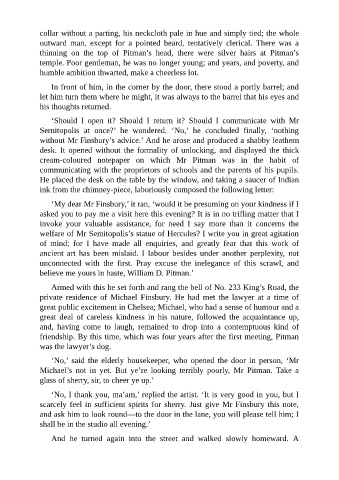 collar without a parting, his neckcloth pale in hue and simply tied; the whole
outward man, except for a pointed beard, tentatively clerical. There was a
thinning on the top of Pitman's head, there were silver hairs at Pitman's
temple. Poor gentleman, he was no longer young; and years, and poverty, and
humble ambition thwarted, make a cheerless lot.
In front of him, in the corner by the door, there stood a portly barrel; and
let him turn them where he might, it was always to the barrel that his eyes and
his thoughts returned.
‘Should I open it? Should I return it? Should I communicate with Mr
Semitopolis at once?’ he wondered. ‘No,’ he concluded finally, ‘nothing
without Mr Finsbury’s advice.’ And he arose and produced a shabby leathern
desk. It opened without the formality of unlocking, and displayed the thick
cream-coloured notepaper on which Mr Pitman was in the habit of
communicating with the proprietors of schools and the parents of his pupils.
He placed the desk on the table by the window, and taking a saucer of Indian
ink from the chimney-piece, laboriously composed the following letter:
‘My dear Mr Finsbury,’ it ran, ‘would it be presuming on your kindness if I
asked you to pay me a visit here this evening? It is in no trifling matter that I
invoke your valuable assistance, for need I say more than it concerns the
welfare of Mr Semitopolis’s statue of Hercules? I write you in great agitation
of mind; for I have made all enquiries, and greatly fear that this work of
ancient art has been mislaid. I labour besides under another perplexity, not
unconnected with the first. Pray excuse the inelegance of this scrawl, and
believe me yours in haste, William D. Pitman.’
Armed with this he set forth and rang the bell of No. 233 King’s Road, the
private residence of Michael Finsbury. He had met the lawyer at a time of
great public excitement in Chelsea; Michael, who had a sense of humour and a
great deal of careless kindness in his nature, followed the acquaintance up,
and, having come to laugh, remained to drop into a contemptuous kind of
friendship. By this time, which was four years after the first meeting, Pitman
was the lawyer’s dog.
‘No,’ said the elderly housekeeper, who opened the door in person, ‘Mr
Michael’s not in yet. But ye’re looking terribly poorly, Mr Pitman. Take a
glass of sherry, sir, to cheer ye up.’
‘No, I thank you, ma’am,’ replied the artist. ‘It is very good in you, but I
scarcely feel in sufficient spirits for sherry. Just give Mr Finsbury this note,
and ask him to look round—to the door in the lane, you will please tell him; I
shall be in the studio all evening.’
And he turned again into the street and walked slowly homeward. A